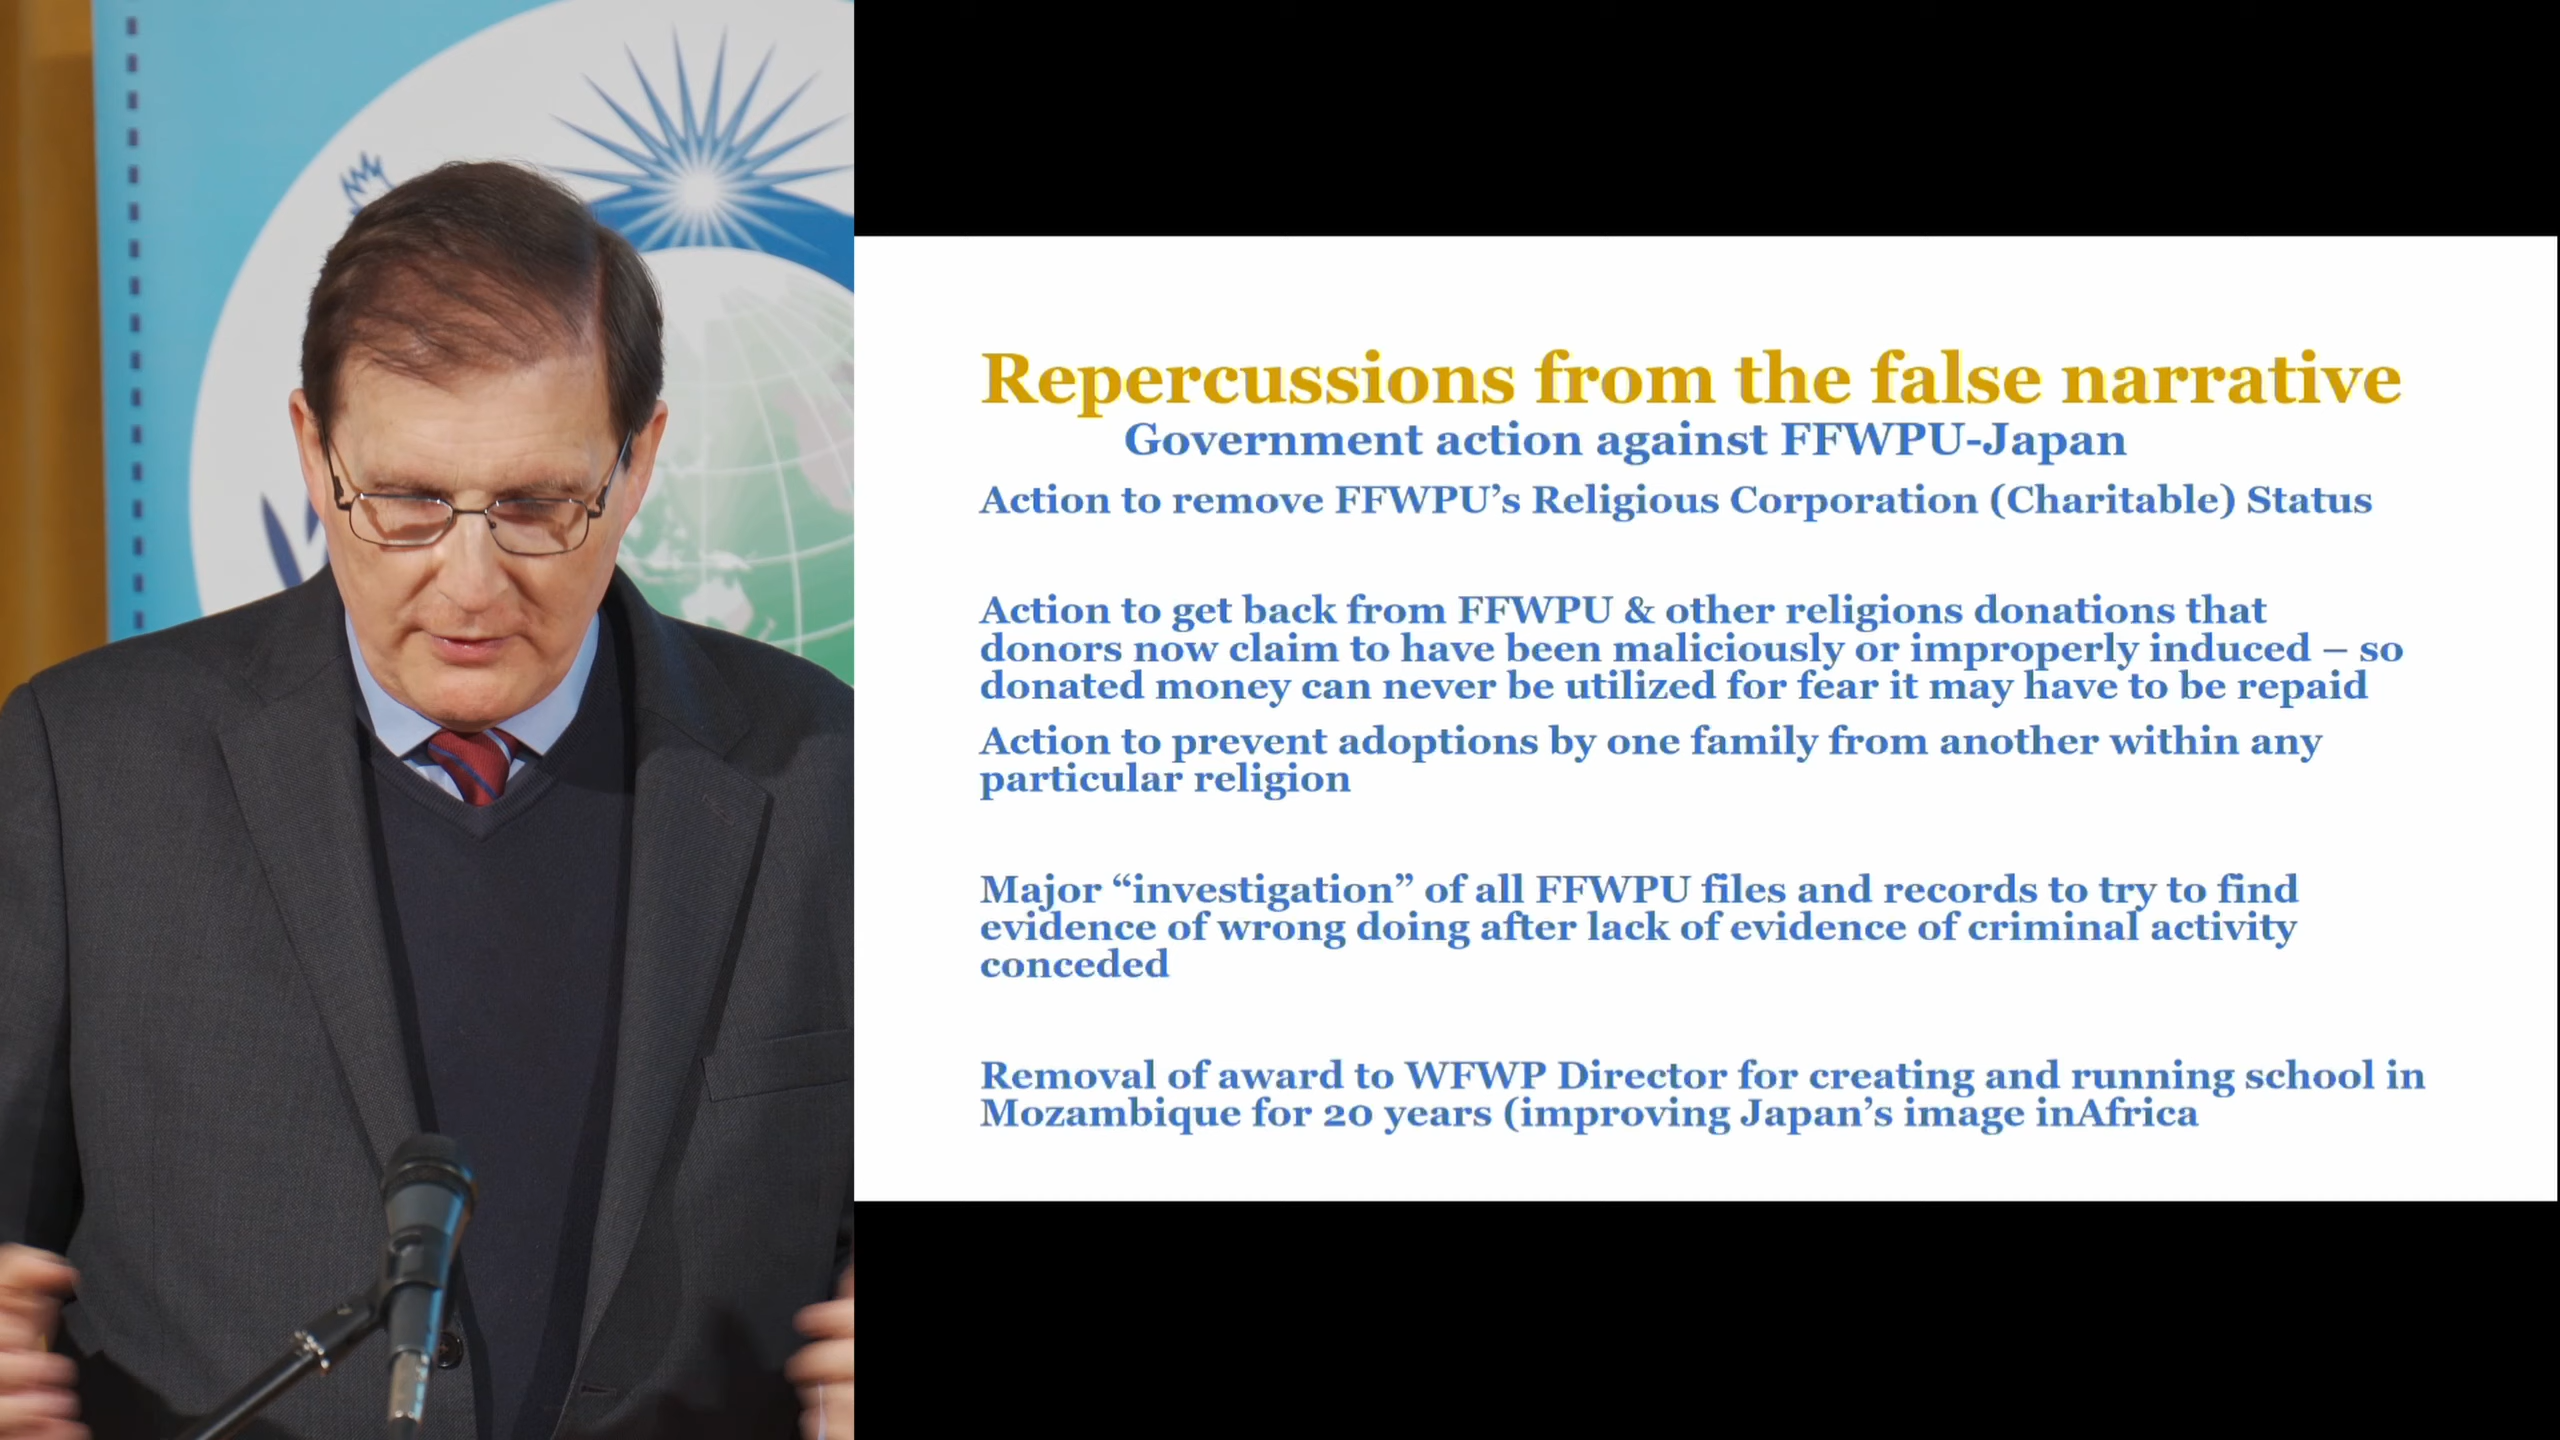 Repercussions from the false narrative
Government action against FFWPU-Japan
Action to remove FFWPU’s Religious Corporation (Charitable) Status
Action to get back from FFWPU & other religions donations that
donors now claim to have been maliciously or improperly induced – so
donated money can never be utilized for fear it may have to be repaid
Action to prevent adoptions by one family from another within any
particular religion
Major “investigation” of all FFWPU files and records to try to find
evidence of wrong doing after lack of evidence of criminal activity
conceded
Removal of award to WFWP Director for creating and running school in
Mozambique for 20 years (improving Japan’s image inAfrica